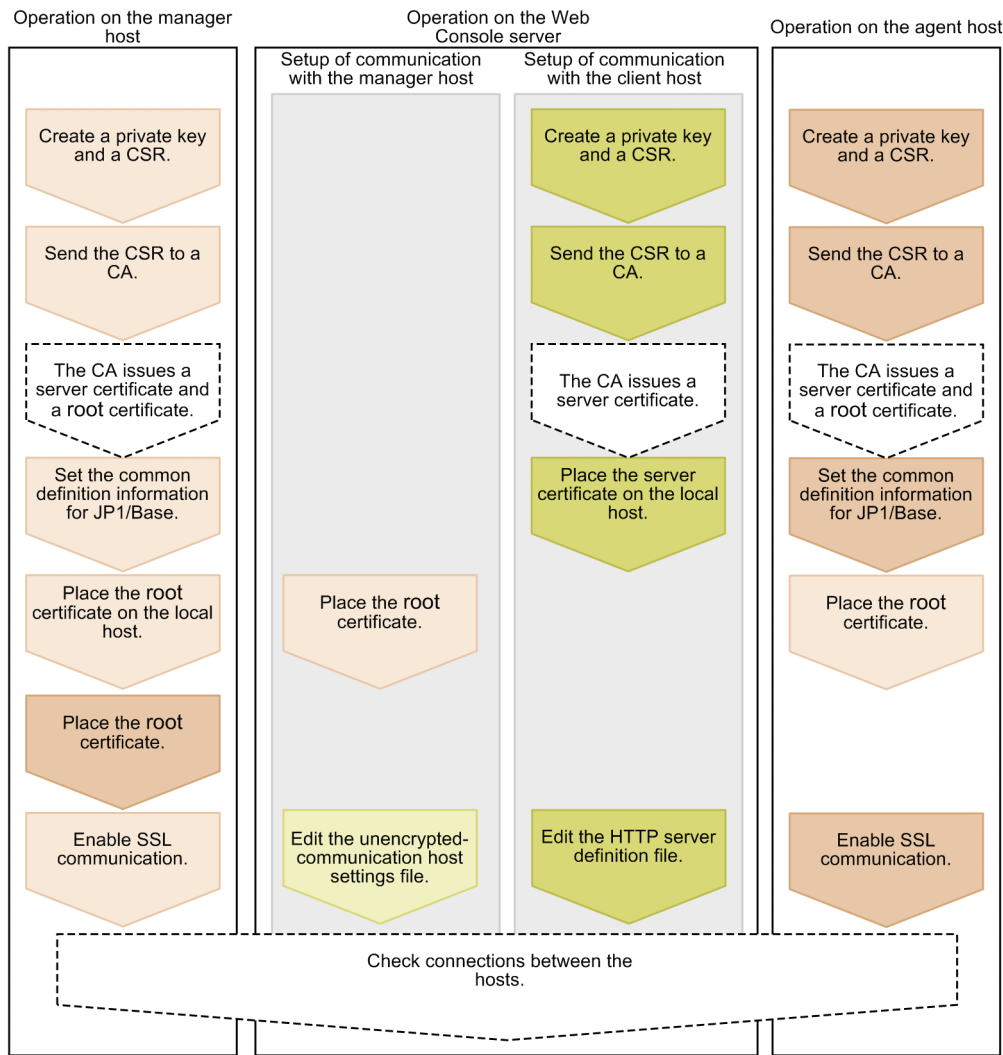 Operation on the manager
host
Operation on the Web
Console server
Operation on the agent host
Setup of communication
with the manager host
Setup of communication
with the client host
Create a private key
and a CSR.
Send the CSR to a
CA.
The CA issues a
server certificate and
a root certificate.
Set the common
definition information
for JP1/Base.
Place the root
certificate on the local
host.
Place the root
certificate.
Enable SSL
communication.
Place the root
certificate.
Edit the unencrypted-
communication host
settings file.
Create a private key
and a CSR.
Send the CSR to a
CA.
The CA issues a
server certificate.
Place the server
certificate on the local
host.
Edit the HTTP server
definition file.
Create a private key
and a CSR.
Send the CSR to a
CA.
The CA issues a
server certificate and
a root certificate.
Set the common
definition information
for JP1/Base.
Place the root
certificate.
Enable SSL
communication.
Check connections between the
hosts.